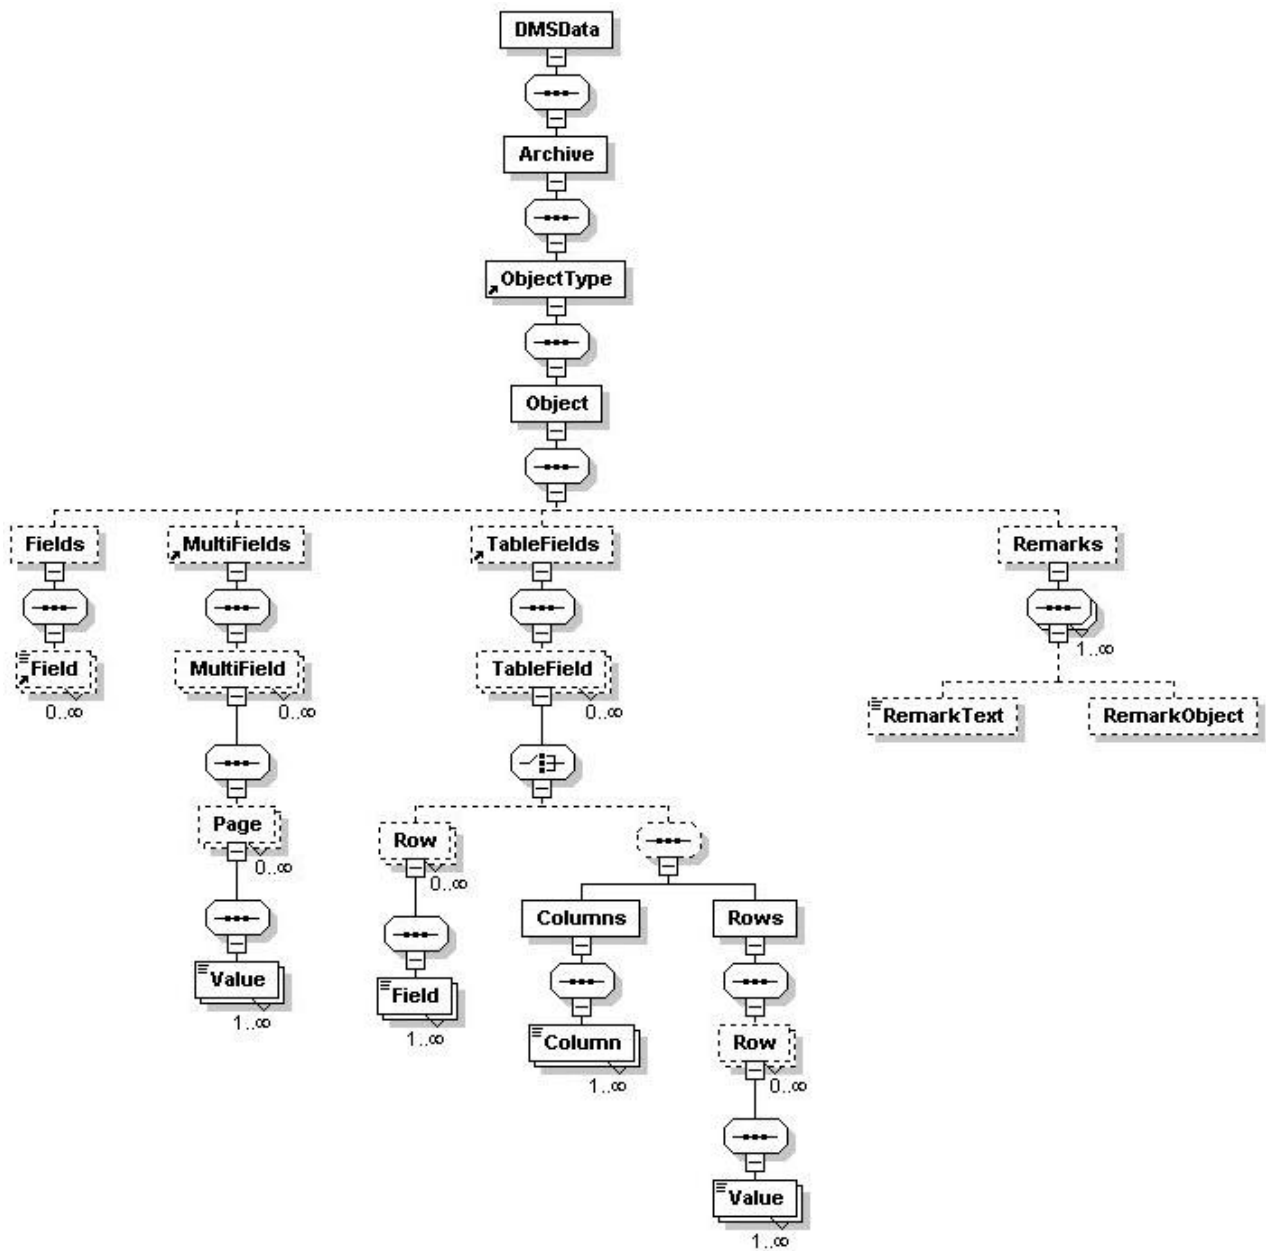 DMSData
Archive
ObjectType
Object
Fields MultiFields TableFields Remarks
1..∞
Field MultiField TableField
0..∞ 0..∞ 0..∞
RemarkText RemarkObject
Page
0..∞
Row
0..∞
Columns Rows
Value Field
1..∞ 1..∞
Column Row
1..∞ 0..∞
Value
1..∞